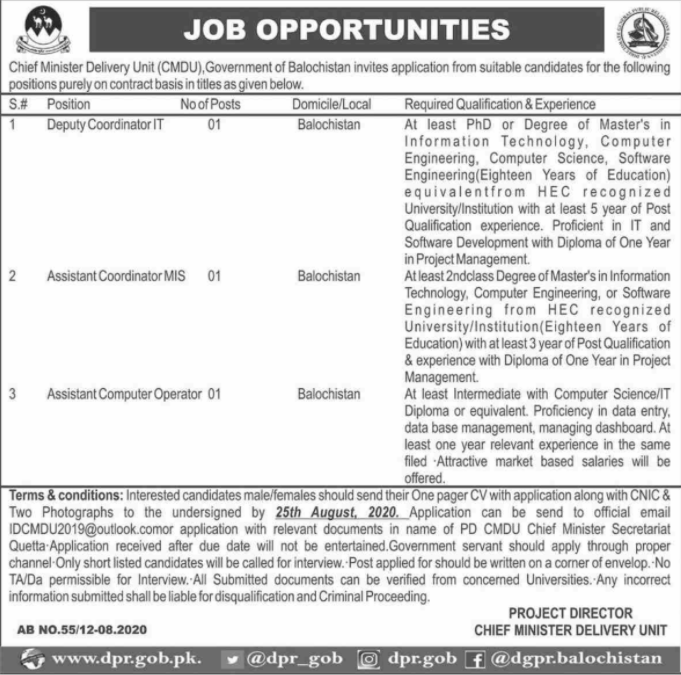 JOB OPPORTUNITIES
Chief Minister Delivery Unit (CMDU),Government of Balochistan invites application from suitable candidates for the following
positions purely on contract basis in titles as given below.
S.# Position No of Posts Domicile/Local Required Qualification & Experience
1 Deputy Coordinator IT 01 Balochistan At least PhD or Degree of Master's in
Information Technology, Computer
Engineering, Computer Science, Software
Engineering(Eighteen Years of Education)
equivalentfrom HEC recognized
University/Institution with at least 5 year of Post
Qualification experience. Proficient in IT and
Software Development with Diploma of One Year
in Project Management.
2 Assistant Coordinator MIS 01 Balochistan At least 2ndclass Degree of Master's in Information
Technology, Computer Engineering, or Software
Engineering from HEC recognized
University/Institution(Eighteen Years of
Education) with at least 3 year of Post Qualification
& experience with Diploma of One Year in Project
Management.
3 Assistant Computer Operator 01 Balochistan At least Intermediate with Computer Science/IT
Diploma or equivalent. Proficiency in data entry,
data base management, managing dashboard. At
least one year relevant experience in the same
filed ·Attractive market based salaries will be
offered.
Terms & conditions: Interested candidates male/females should send their One pager CV with application along with CNIC &
Two Photographs to the undersigned by 25th August, 2020. Application can be send to official email
IDCMDU2019@outlook.comor application with relevant documents in name of PD CMDU Chief Minister Secretariat
Quetta·Application received after due date will not be entertained.Government servant should apply through proper
channel·Only short listed candidates will be called for interview.·Post applied for should be written on a corner of envelop.·No
TA/Da permissible for Interview.·All Submitted documents can be verified from concerned Universities.·Any incorrect
information submitted shall be liable for disqualification and Criminal Proceeding.
PROJECT DIRECTOR
AB NO.55/12-08.2020 CHIEF MINISTER DELIVERY UNIT
www.dpr.gob.pk. @dpr_gob dpr.gob @dgpr.balochistan